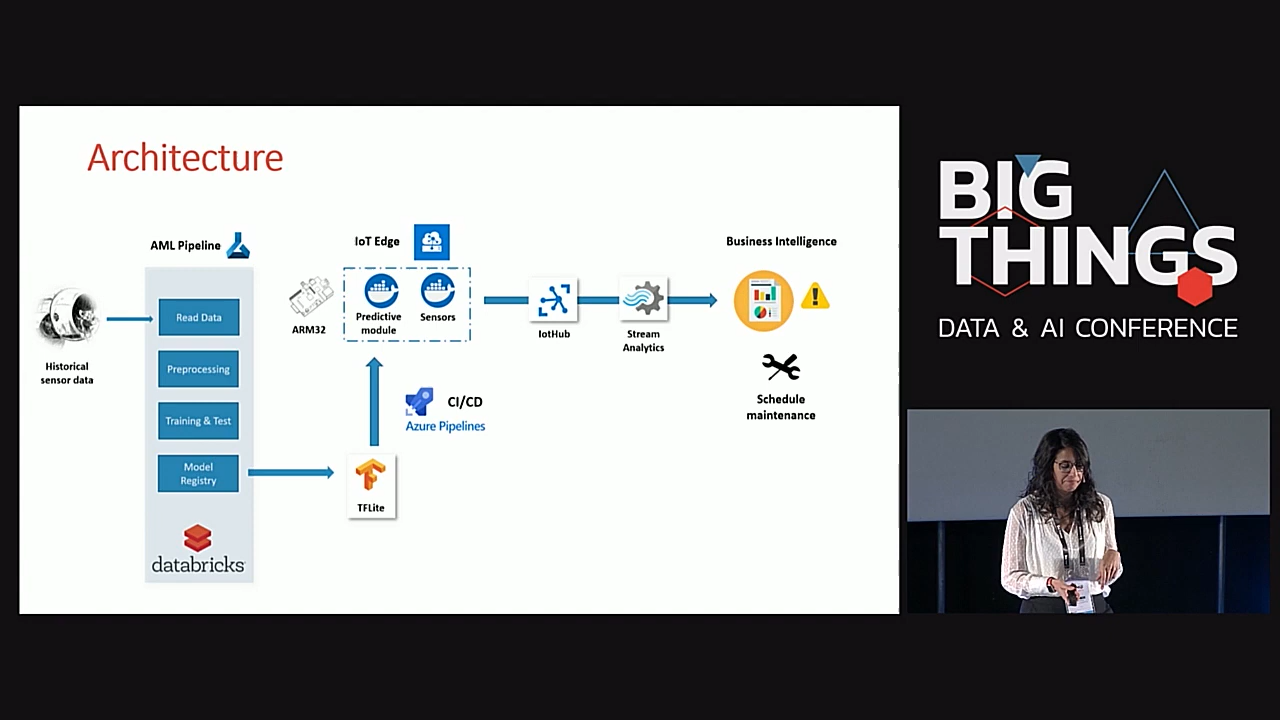 Architecture
AML Pipeline
Read Data
Preprocessing
Training & Test
Model
Registry
databricks
Historical
sensor data
ARM32
IoT Edge
Predictive
module
Sensors
CI/CD
Azure Pipelines
TFLite
IotHub
Stream
Analytics
Business Intelligence
Schedule
maintenance
BIG
THINGS
DATA & AI CONFERENCE